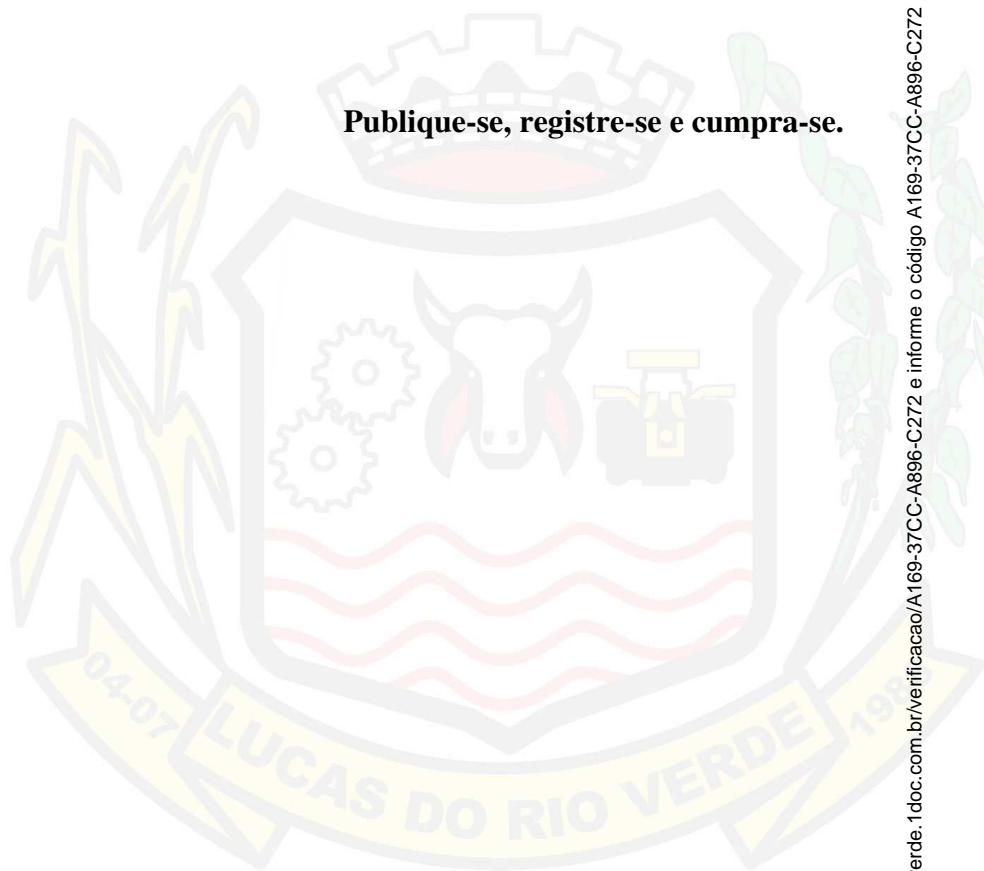 Publique-se, registre-se e cumpra-se.
04-07
LUCAS DO RIO VERDE
1988
erde.1doc.com.br/verificacao/A169-37CC-A896-C272 e informe o código A169-37CC-A896-C272